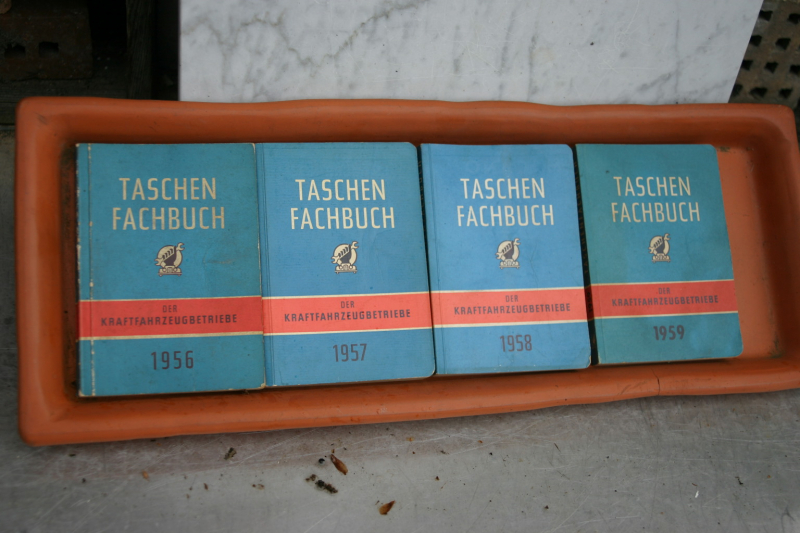 TASCHEN
FACHBUCH
DER
KRAFTFAHRZEUGBETRIEBE
1956
TASCHEN
FACHBUCH
DER
KRAFTFAHRZEUGBETRIEBE
1957
TASCHEN
FACHBUCH
DER
KRAFTFAHRZEUGBETRIEBE
1958
TASCHEN
FACHBUCH
DER
KRAFTFAHRZEUGBETRIEBE
1959